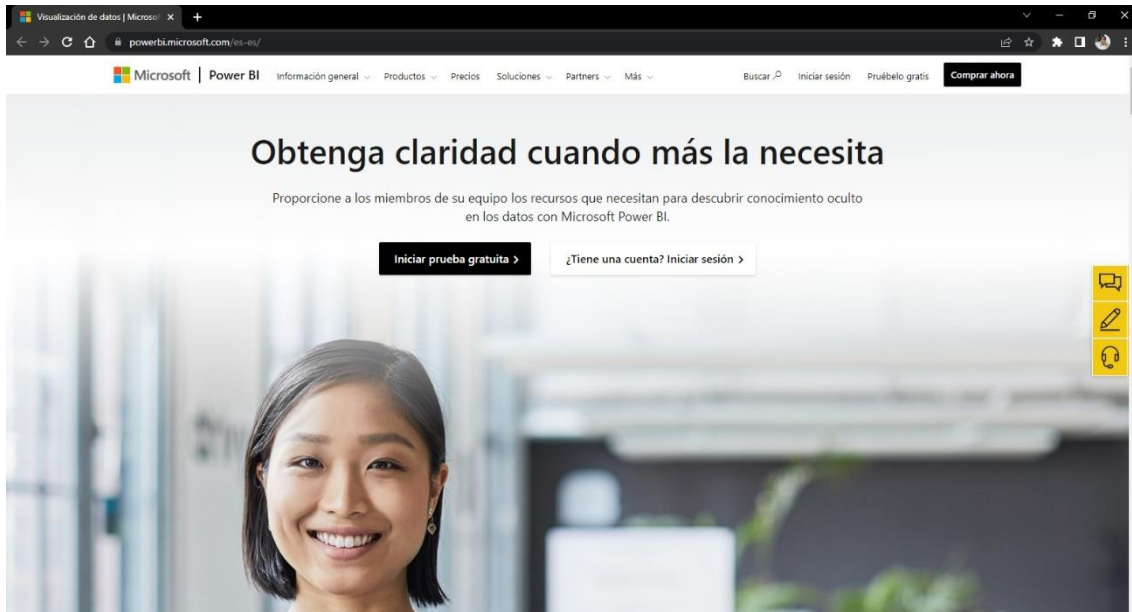 Visualización de datos | Microsof
powerbi.microsoft.com/es-es/
Microsoft | Power BI Información general Productos Precios Soluciones Partners Más Buscar Iniciar sesión Pruébelo gratis Comprar ahora
Obtenga claridad cuando más la necesita
Proporcione a los miembros de su equipo los recursos que necesitan para descubrir conocimiento oculto
en los datos con Microsoft Power BI.
Iniciar prueba gratuita > ¿Tiene una cuenta? Iniciar sesión >